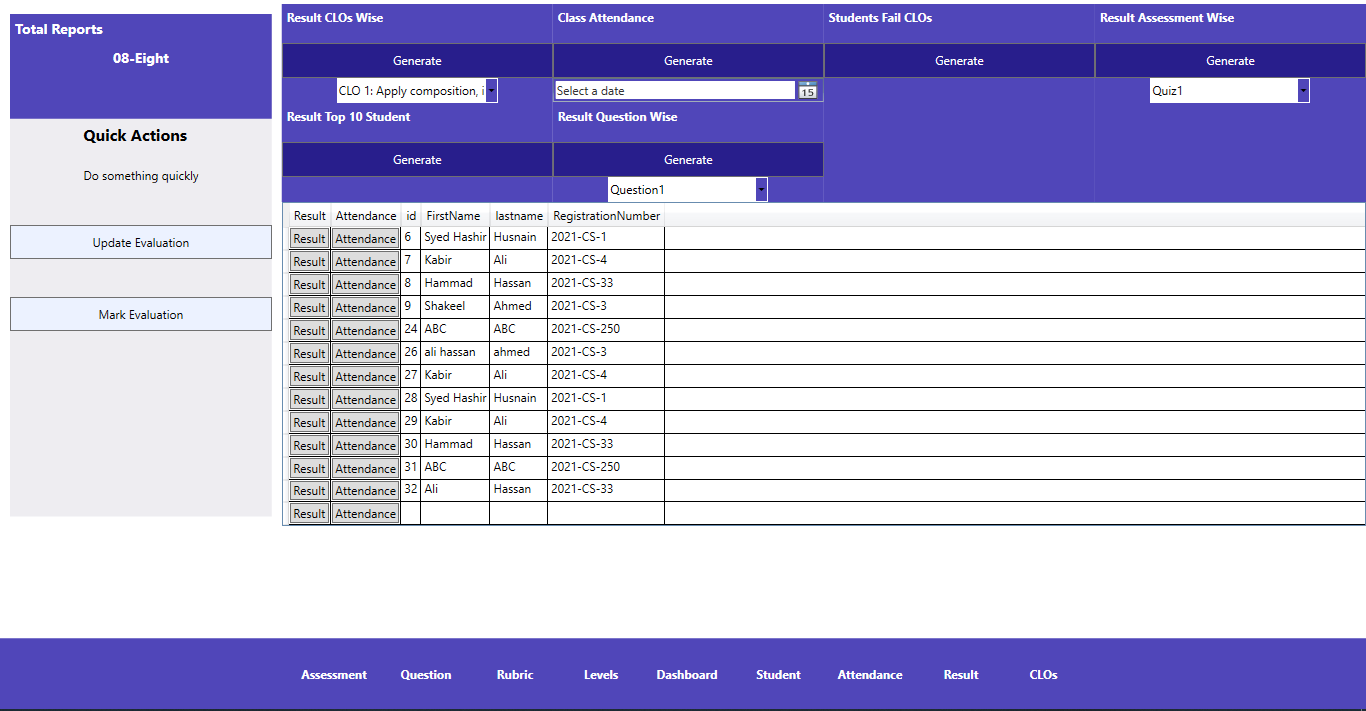 Total Reports
08-Eight
Quick Actions
Do something quickly
Update Evaluation
Mark Evaluation
Result CLOs Wise Class Attendance Students Fail CLOs Result Assessment Wise
Generate Generate Generate Generate
CLO 1: Apply composition, i Select a date 15 Quiz1
Result Top 10 Student Result Question Wise
Generate Generate
Question1
Result Attendance id FirstName lastname RegistrationNumber
Result Attendance 6 Syed Hashir Husnain 2021-CS-1
Result Attendance 7 Kabir Ali 2021-CS-4
Result Attendance 8 Hammad Hassan 2021-CS-33
Result Attendance 9 Shakeel Ahmed 2021-CS-3
Result Attendance 24 ABC ABC 2021-CS-250
Result Attendance 26 ali hassan ahmed 2021-CS-3
Result Attendance 27 Kabir Ali 2021-CS-4
Result Attendance 28 Syed Hashir Husnain 2021-CS-1
Result Attendance 29 Kabir Ali 2021-CS-4
Result Attendance 30 Hammad Hassan 2021-CS-33
Result Attendance 31 ABC ABC 2021-CS-250
Result Attendance 32 Ali Hassan 2021-CS-33
Result Attendance
Assessment Question Rubric Levels Dashboard Student Attendance Result CLOs